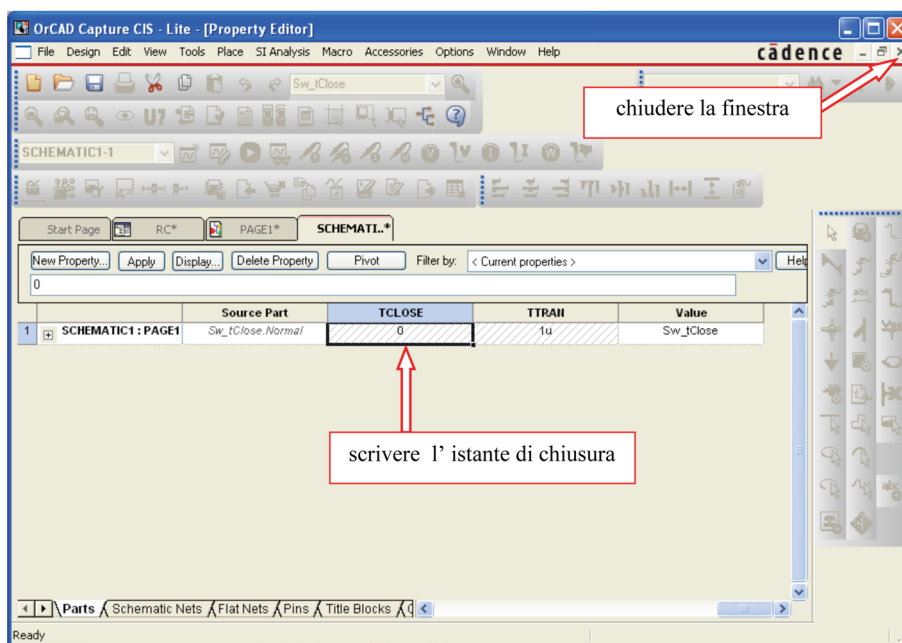 OrCAD Capture CIS - Lite - [Property Editor]
File Design Edit View Tools Place SI Analysis Macro Accessories Options Window Help
cādence
Sw_tClose
chiudere la finestra
U?
SCHEMATIC1-1
Start Page RC* PAGE1* SCHEMATI..*
New Property... Apply Display... Delete Property Pivot Filter by: < Current properties > Help
0
Source Part TCLOSE TTRAN Value
1 SCHEMATIC1 : PAGE1 Sw_tClose.Normal 0 1u Sw_tClose
scrivere l’ istante di chiusura
Parts Schematic Nets Flat Nets Pins Title Blocks
Ready